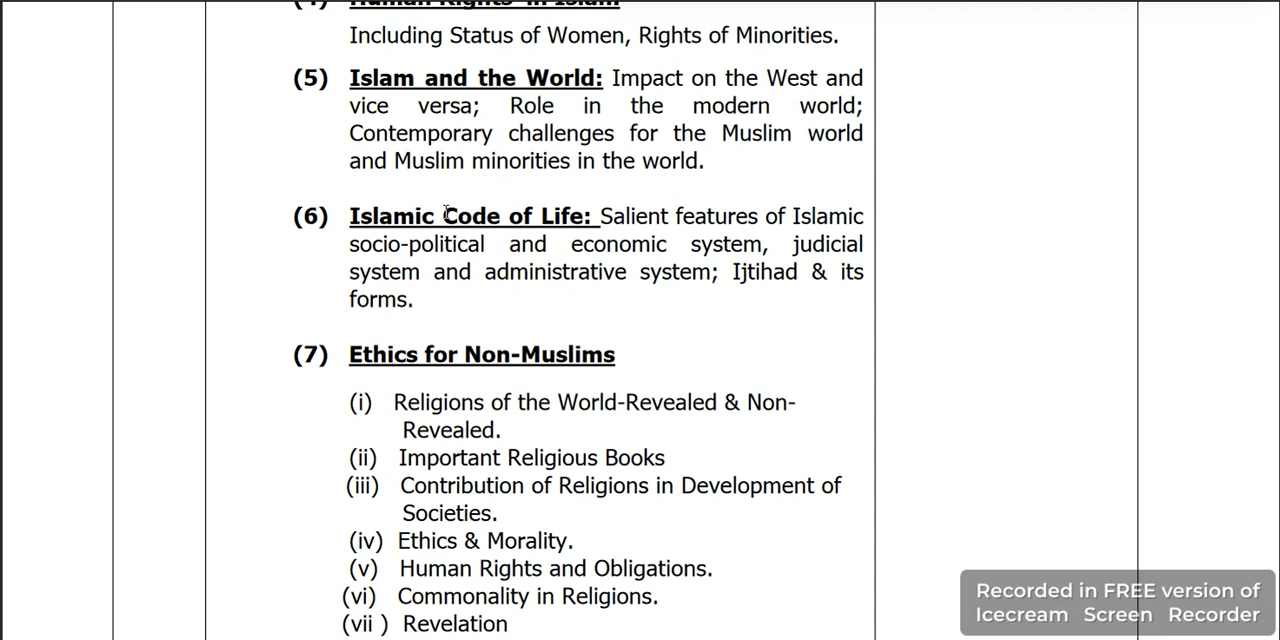 (4) Human Rights in Islam
Including Status of Women, Rights of Minorities.
(5) Islam and the World: Impact on the West and
vice versa; Role in the modern world;
Contemporary challenges for the Muslim world
and Muslim minorities in the world.
(6) Islamic Code of Life: Salient features of Islamic
socio-political and economic system, judicial
system and administrative system; Ijtihad & its
forms.
(7) Ethics for Non-Muslims
(i) Religions of the World-Revealed & Non-
Revealed.
(ii) Important Religious Books
(iii) Contribution of Religions in Development of
Societies.
(iv) Ethics & Morality.
(v) Human Rights and Obligations.
(vi) Commonality in Religions.
(vii ) Revelation
Recorded in FREE version of
Icecream Screen Recorder